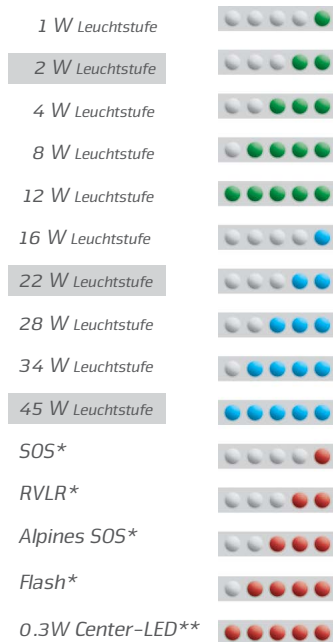 1 W Leuchtstufe
2 W Leuchtstufe
4 W Leuchtstufe
8 W Leuchtstufe
12 W Leuchtstufe
16 W Leuchtstufe
22 W Leuchtstufe
28 W Leuchtstufe
34 W Leuchtstufe
45 W Leuchtstufe
SOS*
RVLR*
Alpines SOS*
Flash*
0.3W Center-LED**